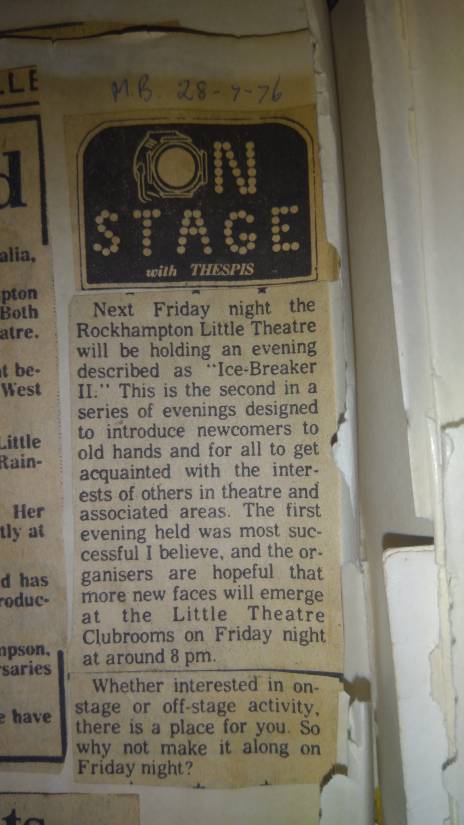 M.B. 28-7-76
ON
STAGE
with THESPIS
Next Friday night the
Rockhampton Little Theatre
will be holding an evening
described as "Ice-Breaker
II." This is the second in a
series of evenings designed
to introduce newcomers to
old hands and for all to get
acquainted with the inter-
ests of others in theatre and
associated areas. The first
evening held was most suc-
cessful I believe, and the or-
ganisers are hopeful that
more new faces will emerge
at the Little Theatre
Clubrooms on Friday night
at around 8 pm.
Whether interested in on-
stage or off-stage activity,
there is a place for you. So
why not make it along on
Friday night?
LLE
d
alia,
pton
Both
atre.
t be-
West
Little
Rain-
Her
tly at
d has
roduc-
mpson,
rsaries
e have
ts